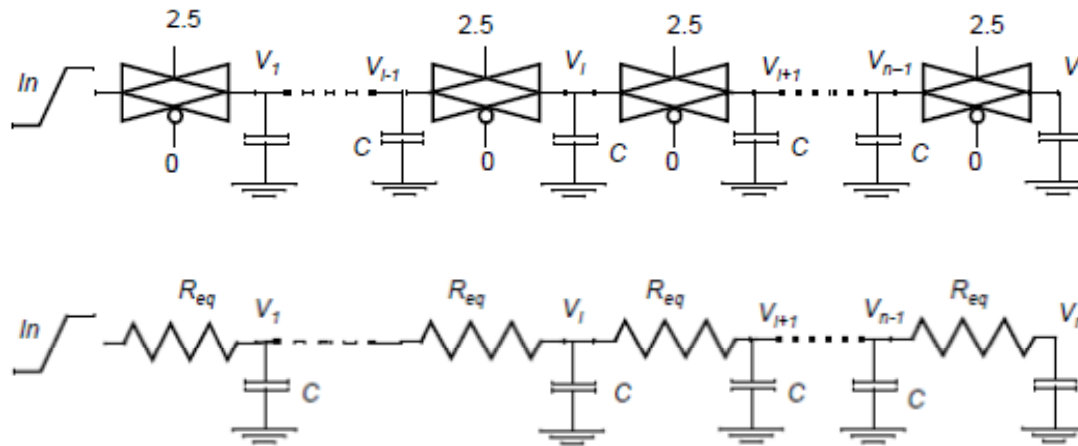 2.5 2.5 2.5 2.5
In V1 Vi-1 Vi Vi+1 Vn–1 V
C C C C
0 0 0 0
Req Req Req Req
In V1 Vi Vi+1 Vn-1
C C C C